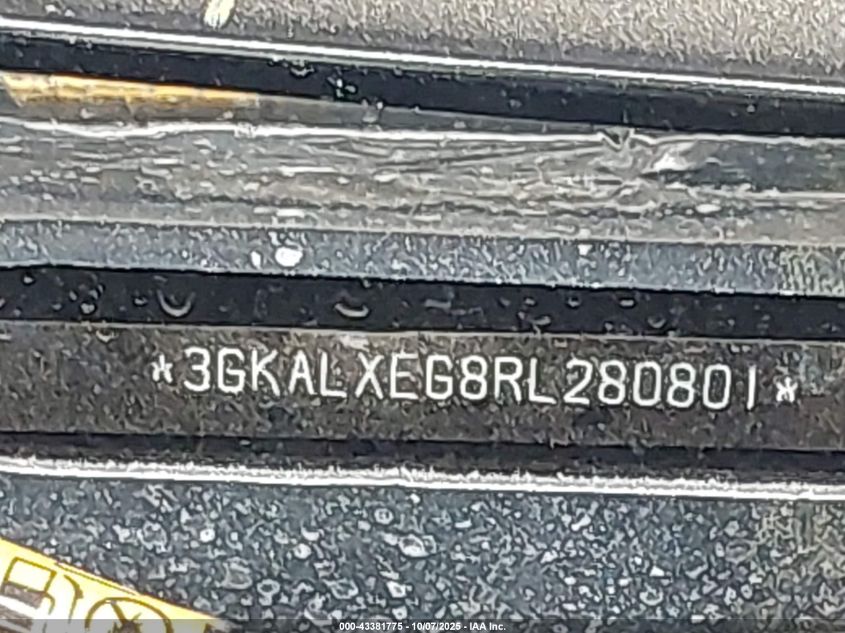 *3GKALXEG8RL280801*
000-43381775 - 10/07/2025 - IAA Inc.